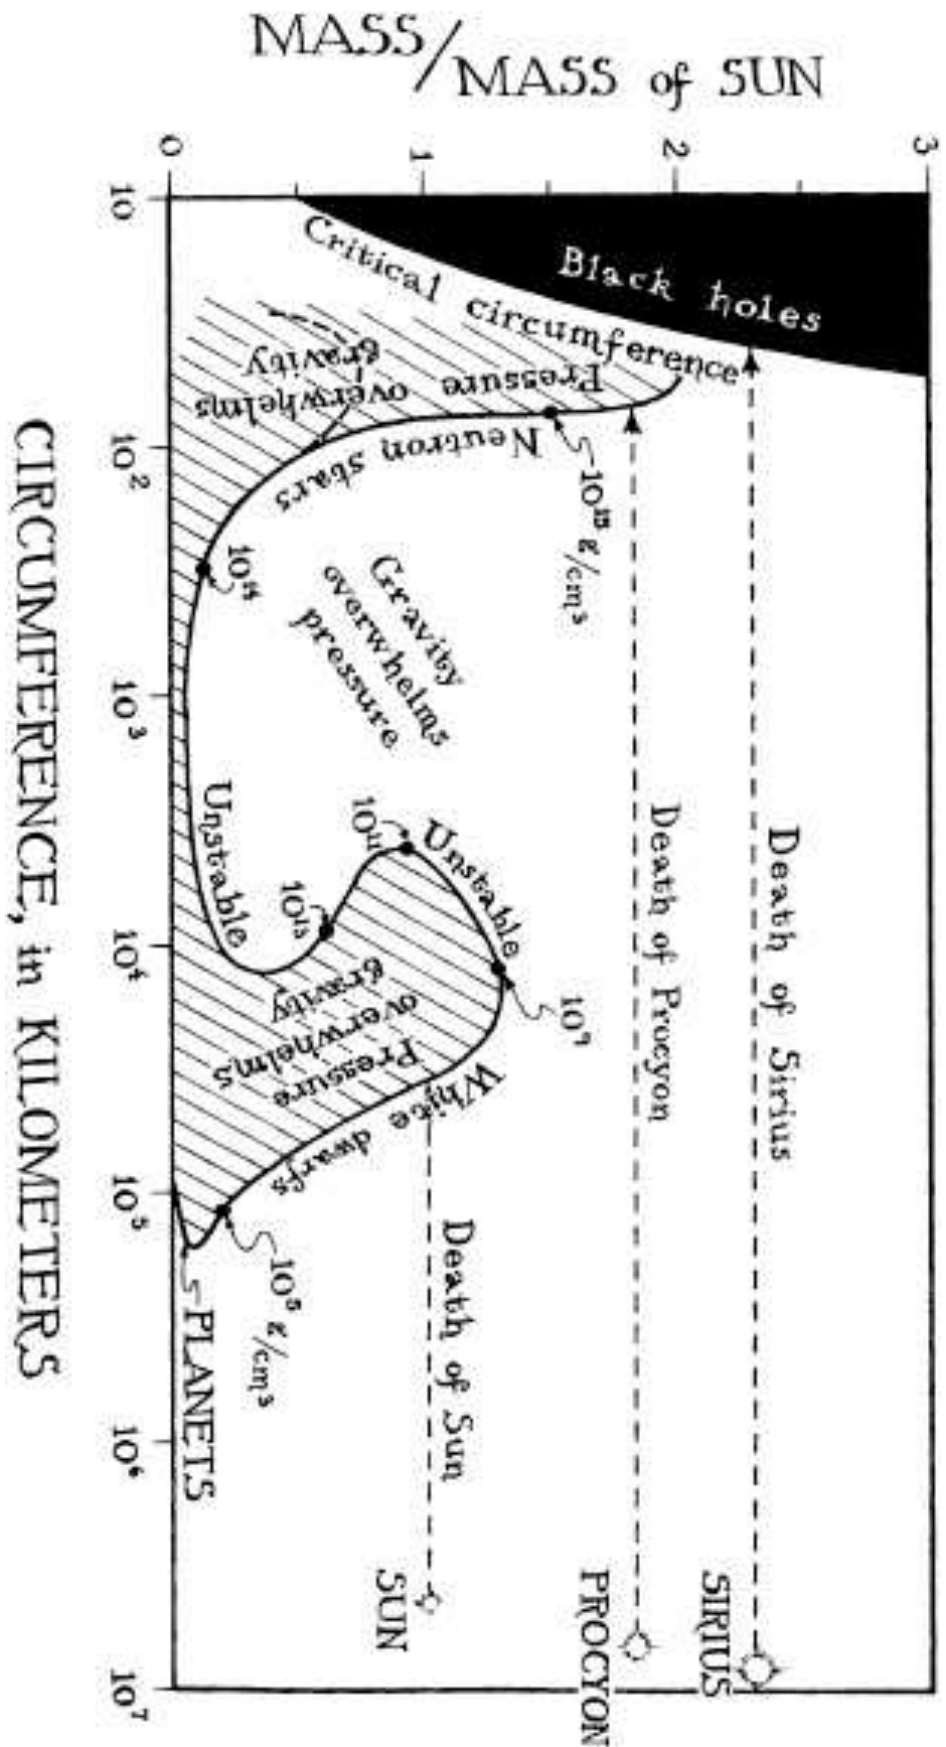 MASS/
MASS of SUN
0
1
2
3
10
10²
10³
10⁴
10⁵
10⁶
10⁷
CIRCUMFERENCE, in KILOMETERS
Black holes
Critical circumference
Pressure
overwhelms
gravity
Neutron stars
10¹⁵ g/cm³
10¹⁴
Gravity
overwhelms
pressure
Unstable
10¹³
10¹¹
Unstable
10⁹
Pressure
overwhelms
gravity
White dwarfs
10⁵ g/cm³
PLANETS
Death of Sirius
Death of Procyon
Death of Sun
SIRIUS
PROCYON
SUN